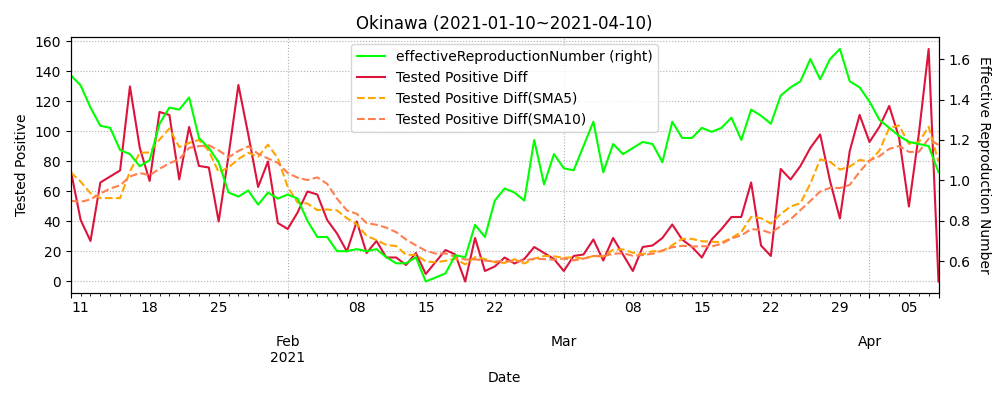 Okinawa (2021-01-10~2021-04-10)
effectiveReproductionNumber (right)
Tested Positive Diff
Tested Positive Diff(SMA5)
Tested Positive Diff(SMA10)
Tested Positive
160
140
120
100
80
60
40
20
0
1.6
1.4
1.2
1.0
0.8
0.6
Effective Reproduction Number
11 18 25 08 15 22 08 15 22 29 05
Feb Mar Apr
2021
Date